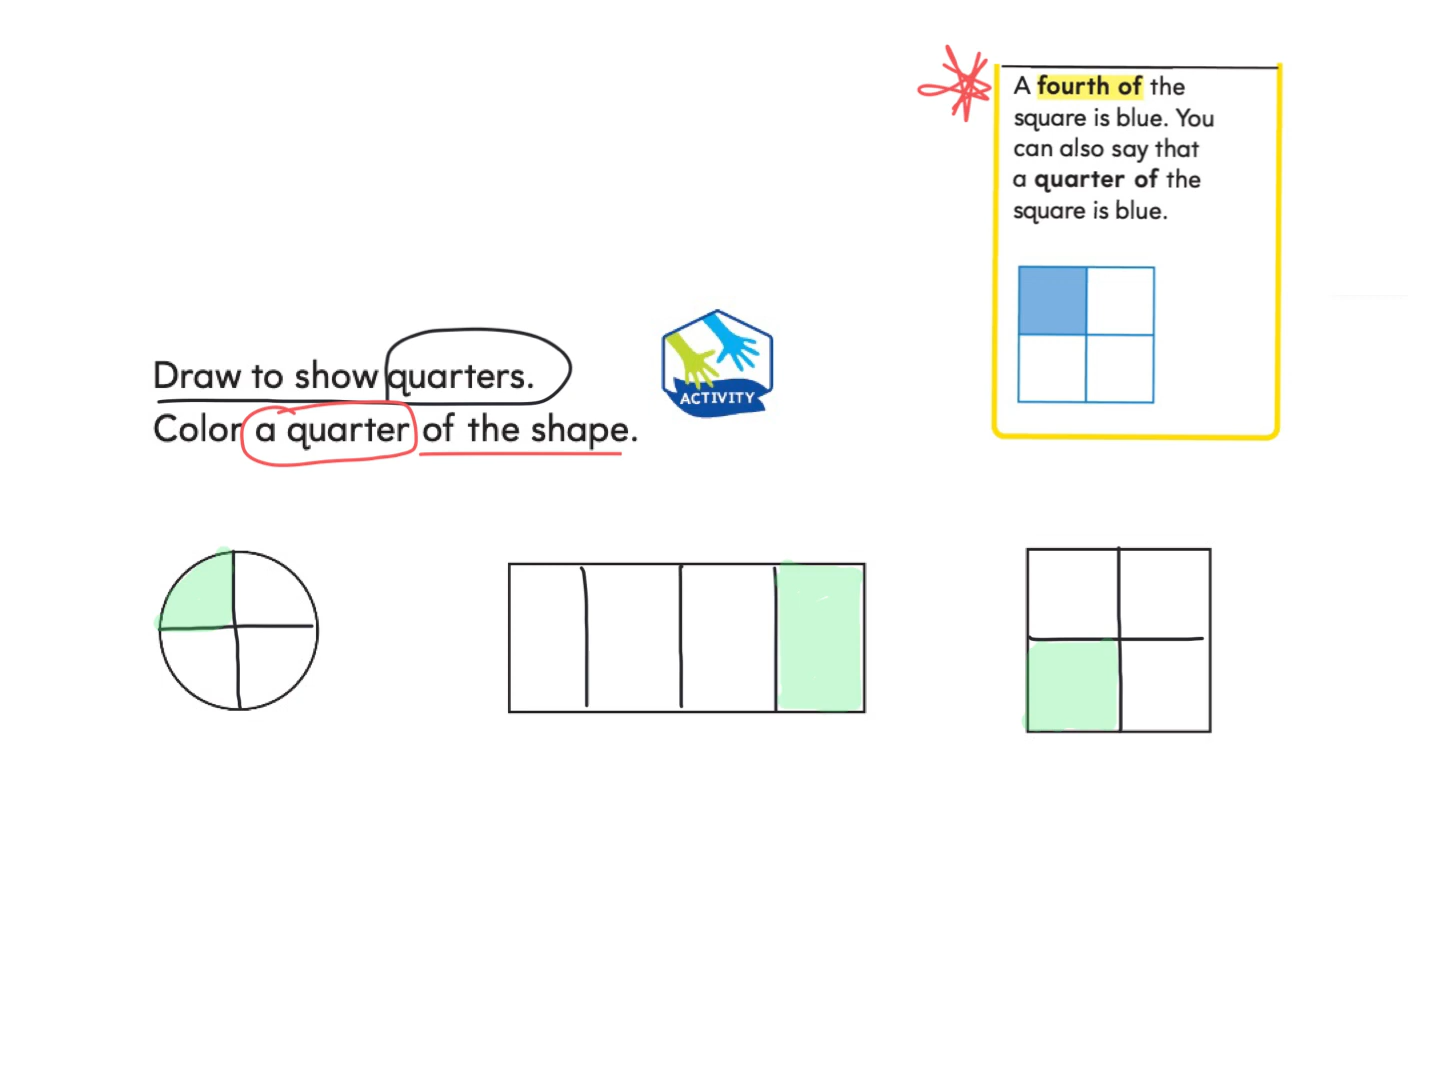 A fourth of the
square is blue. You
can also say that
a quarter of the
square is blue.
Draw to show quarters.
Color a quarter of the shape.
ACTIVITY